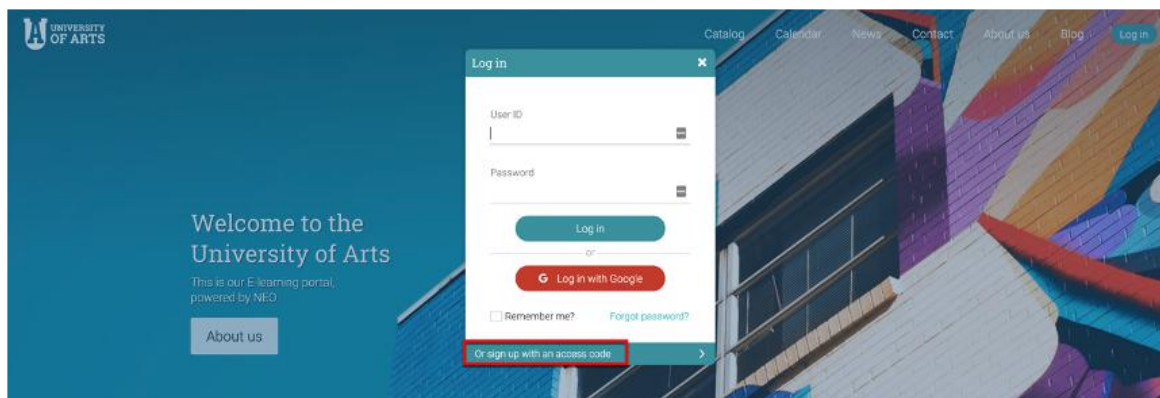 UNIVERSITY
OF ARTS
Catalog Calendar News Contact About us Blog Log in
Log in
User ID
Password
Log in
or
G Log in with Google
Remember me? Forgot password?
Or sign up with an access code
Welcome to the
University of Arts
This is our E-learning portal,
powered by NEO
About us